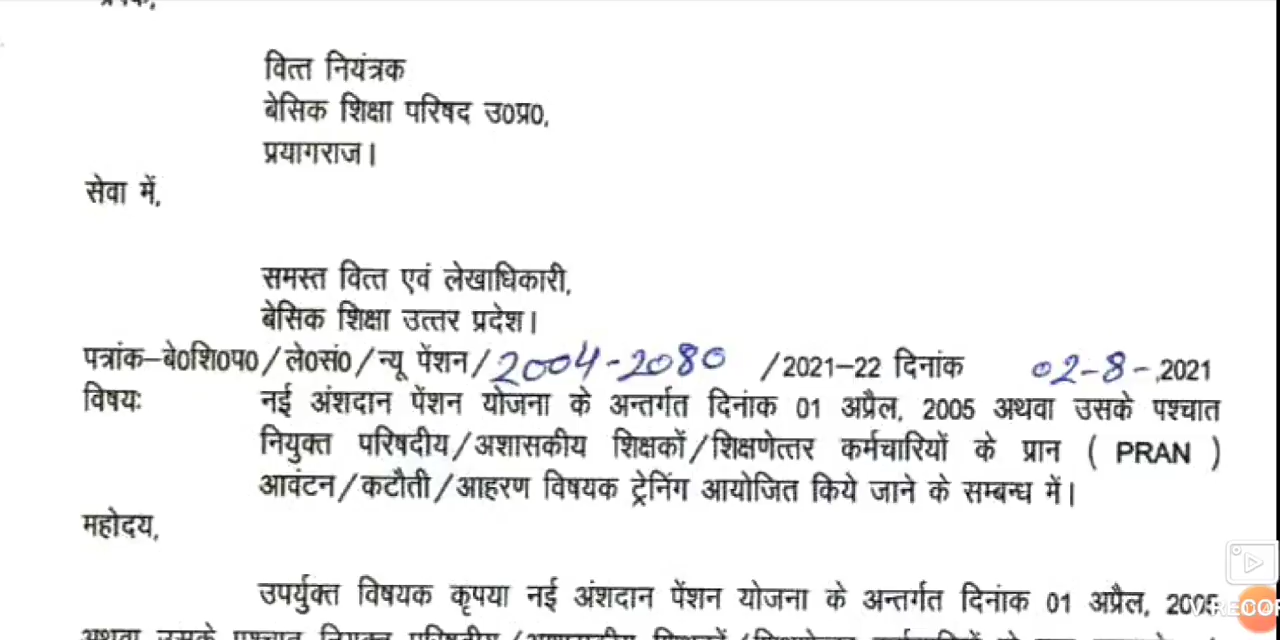 वित्त नियंत्रक
बेसिक शिक्षा परिषद उ0प्र0,
प्रयागराज।
सेवा में,
समस्त वित्त एवं लेखाधिकारी,
बेसिक शिक्षा उत्तर प्रदेश।
पत्रांक–बे0शि0प0/ले0सं0/न्यू पेंशन/2004-2080 /2021–22 दिनांक 02-8-,2021
विषयः नई अंशदान पेंशन योजना के अन्तर्गत दिनांक 01 अप्रैल, 2005 अथवा उसके पश्चात
नियुक्त परिषदीय/अशासकीय शिक्षकों/शिक्षणेत्तर कर्मचारियों के प्रान ( PRAN )
आवंटन/कटौती/आहरण विषयक ट्रेनिंग आयोजित किये जाने के सम्बन्ध में।
महोदय,
उपर्युक्त विषयक कृपया नई अंशदान पेंशन योजना के अन्तर्गत दिनांक 01 अप्रैल, 2005